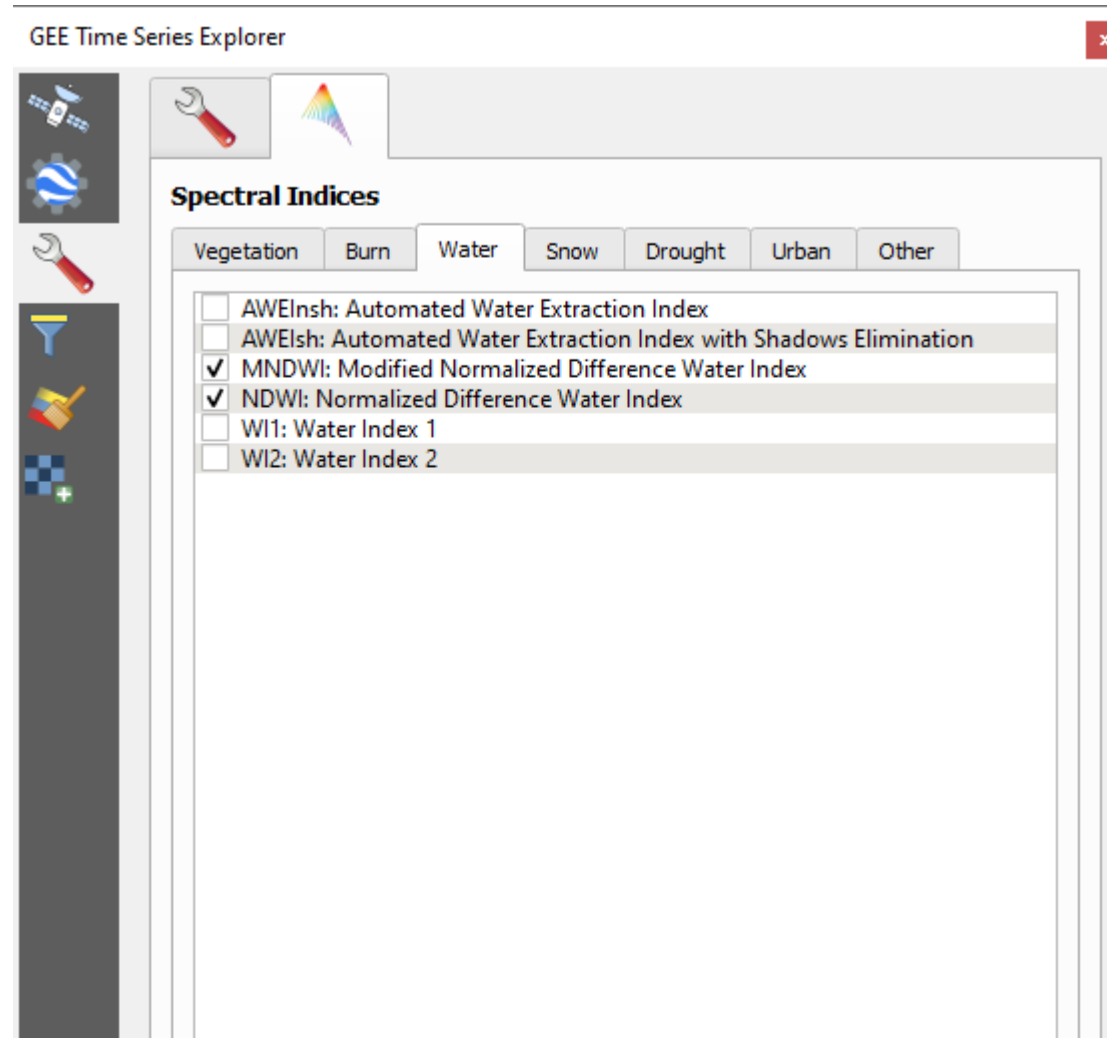 GEE Time Series Explorer
x
Spectral Indices
Vegetation Burn Water Snow Drought Urban Other
AWEInsh: Automated Water Extraction Index
AWEIsh: Automated Water Extraction Index with Shadows Elimination
MNDWI: Modified Normalized Difference Water Index
NDWI: Normalized Difference Water Index
WI1: Water Index 1
WI2: Water Index 2